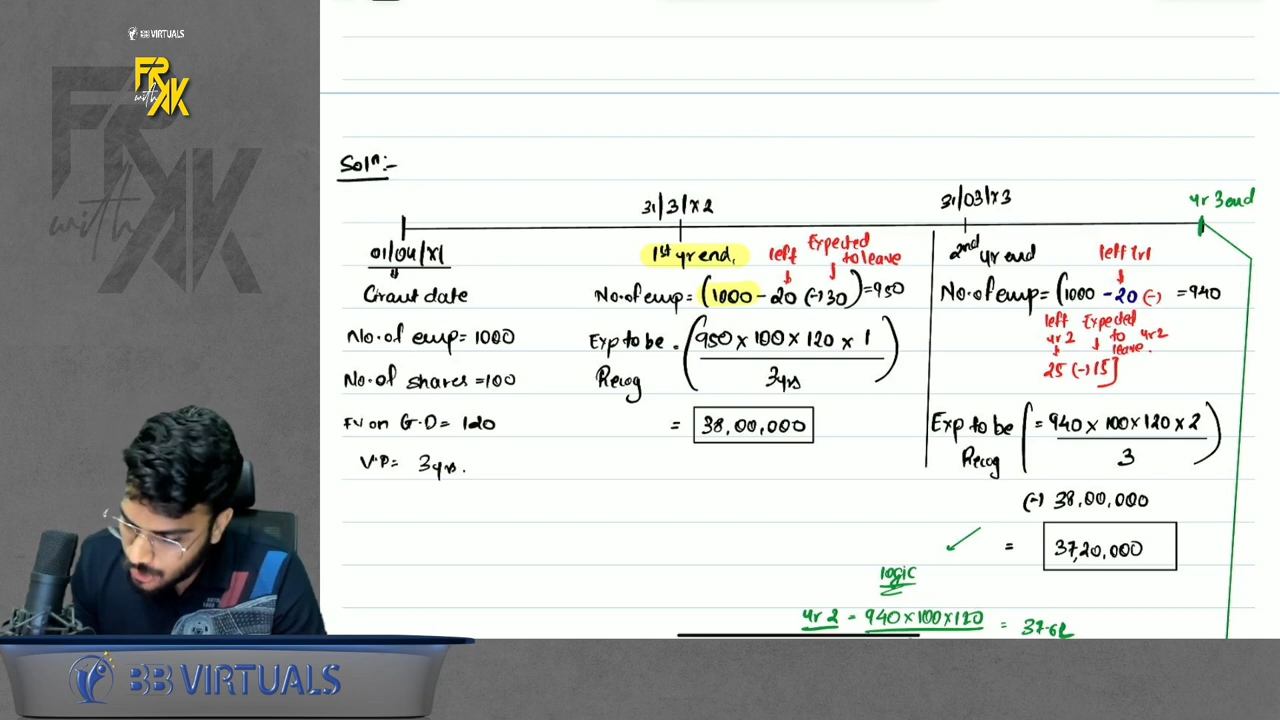 BB VIRTUALS
FR
with AK
FR
with AK
Solⁿ:-
31/3/x2
31/03/x3
yr 3 end
01/04/x1
Grant date
No. of emp = 1000
No. of shares = 100
FV on G.D = 120
V.P = 3yrs.
1st yr end,
left
Expected to leave
No. of emp = (1000 - 20 (-) 30) = 950
Exp to be Recog = (950 x 100 x 120 x 1 / 3yrs)
= 38,00,000
2nd yr end
left Yr1
No. of emp = (1000 - 20 (-) = 940
left yr2
Expected to leave. yr2
25 (-) 15]
Exp to be Recog (= 940 x 100 x 120 x 2 / 3)
(-) 38,00,000
= 37,20,000
logic
yr 2 = 940 x 100 x 120 = 37.6L
BB VIRTUALS